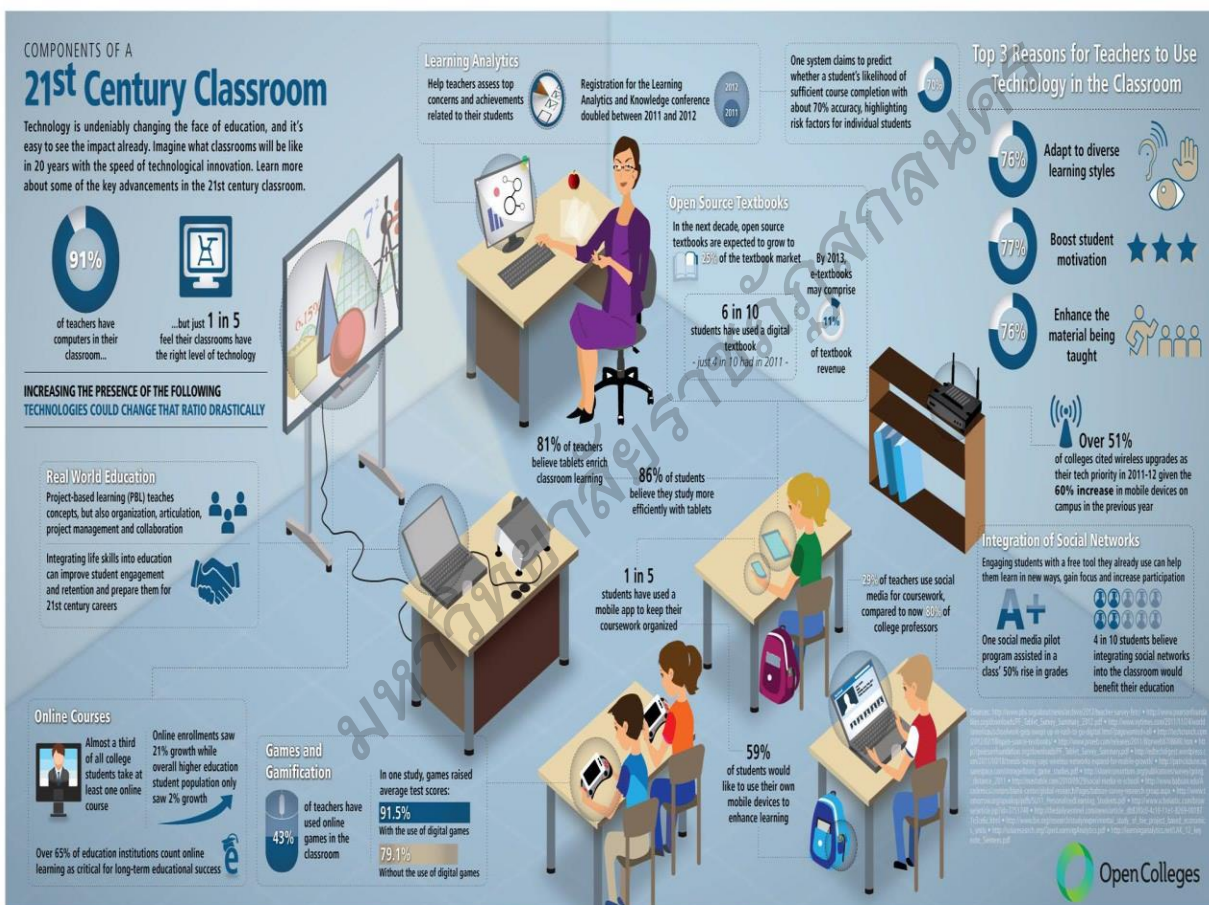 COMPONENTS OF A
21st Century Classroom
Technology is undeniably changing the face of education, and it's
easy to see the impact already. Imagine what classrooms will be like
in 20 years with the speed of technological innovation. Learn more
about some of the key advancements in the 21st century classroom.
91%
of teachers have
computers in their
classroom...
...but just 1 in 5
feel their classrooms have
the right level of technology
INCREASING THE PRESENCE OF THE FOLLOWING
TECHNOLOGIES COULD CHANGE THAT RATIO DRASTICALLY
Learning Analytics
Help teachers assess top
concerns and achievements
related to their students
Registration for the Learning
Analytics and Knowledge conference
doubled between 2011 and 2012
2012
2011
One system claims to predict
whether a student's likelihood of
sufficient course completion with
about 70% accuracy, highlighting
risk factors for individual students
70%
Top 3 Reasons for Teachers to Use
Technology in the Classroom
76%
Adapt to diverse
learning styles
77%
Boost student
motivation
76%
Enhance the
material being
taught
Open Source Textbooks
In the next decade, open source
textbooks are expected to grow to
25% of the textbook market
By 2013,
e-textbooks
may comprise
11%
of textbook
revenue
6 in 10
students have used a digital
textbook
- just 4 in 10 had in 2011 -
Over 51%
of colleges cited wireless upgrades as
their tech priority in 2011-12 given the
60% increase in mobile devices on
campus in the previous year
81% of teachers
believe tablets enrich
classroom learning
86% of students
believe they study more
efficiently with tablets
Real World Education
Project-based learning (PBL) teaches
concepts, but also organization, articulation,
project management and collaboration
Integrating life skills into education
can improve student engagement
and retention and prepare them for
21st century careers
1 in 5
students have used a
mobile app to keep their
coursework organized
Integration of Social Networks
Engaging students with a free tool they already use can help
them learn in new ways, gain focus and increase participation
29% of teachers use social
media for coursework,
compared to now 80% of
college professors
A+
One social media pilot
program assisted in a
class' 50% rise in grades
4 in 10 students believe
integrating social networks
into the classroom would
benefit their education
Online Courses
Almost a third
of all college
students take at
least one online
course
Online enrollments saw
21% growth while
overall higher education
student population only
saw 2% growth
Over 65% of education institutions count online
learning as critical for long-term educational success
Games and
Gamification
43%
of teachers have
used online
games in the
classroom
In one study, games raised
average test scores:
91.5%
With the use of digital games
79.1%
Without the use of digital games
59%
of students would
like to use their own
mobile devices to
enhance learning
Open Colleges
มหาวิทยาลัยราชภัฏสกลนคร